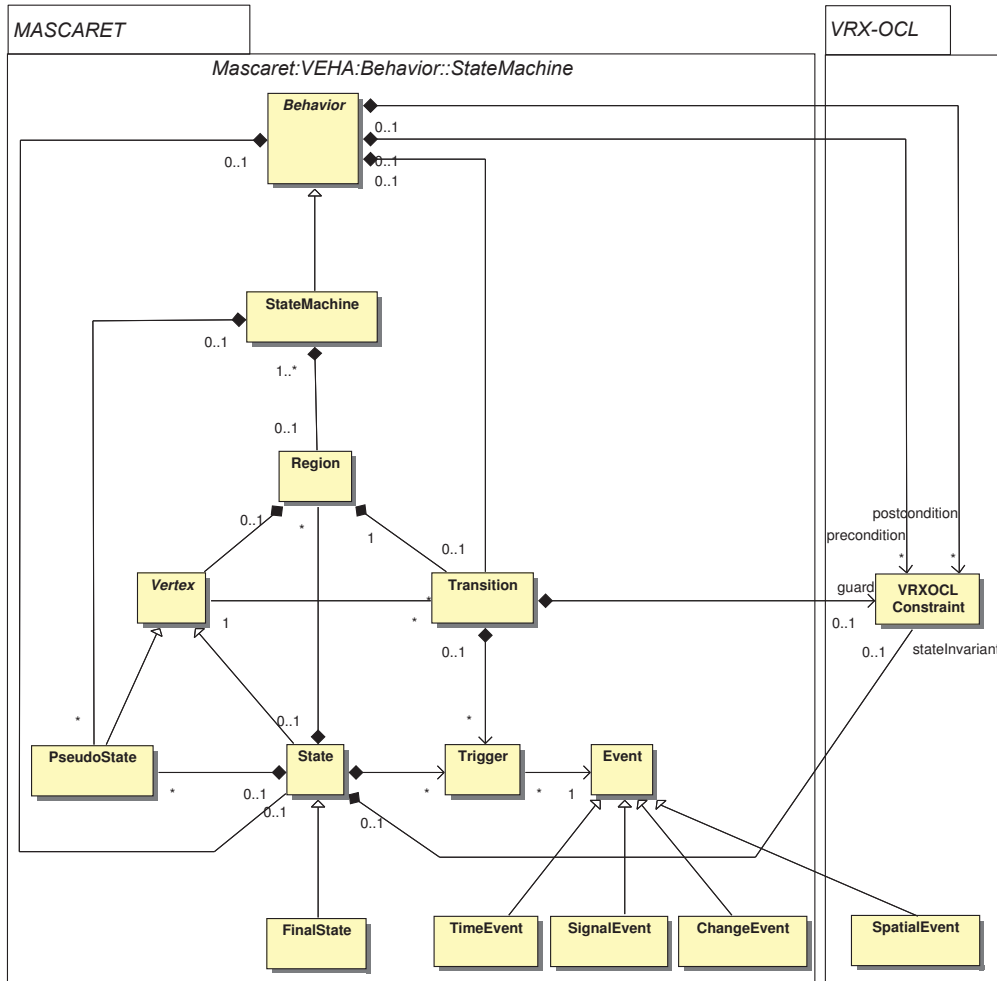 MASCARET
VRX-OCL
Mascaret:VEHA:Behavior::StateMachine
Behavior
0..1
0..1
0..1
0..1
StateMachine
0..1
1..*
0..1
Region
0..1
*
1
0..1
postcondition
precondition
*
*
Vertex
Transition
guard
VRXOCL
Constraint
1
*
*
0..1
0..1
0..1
stateInvariant
*
0..1
*
PseudoState
State
Trigger
Event
*
0..1
0..1
0..1
*
*
1
FinalState
TimeEvent
SignalEvent
ChangeEvent
SpatialEvent